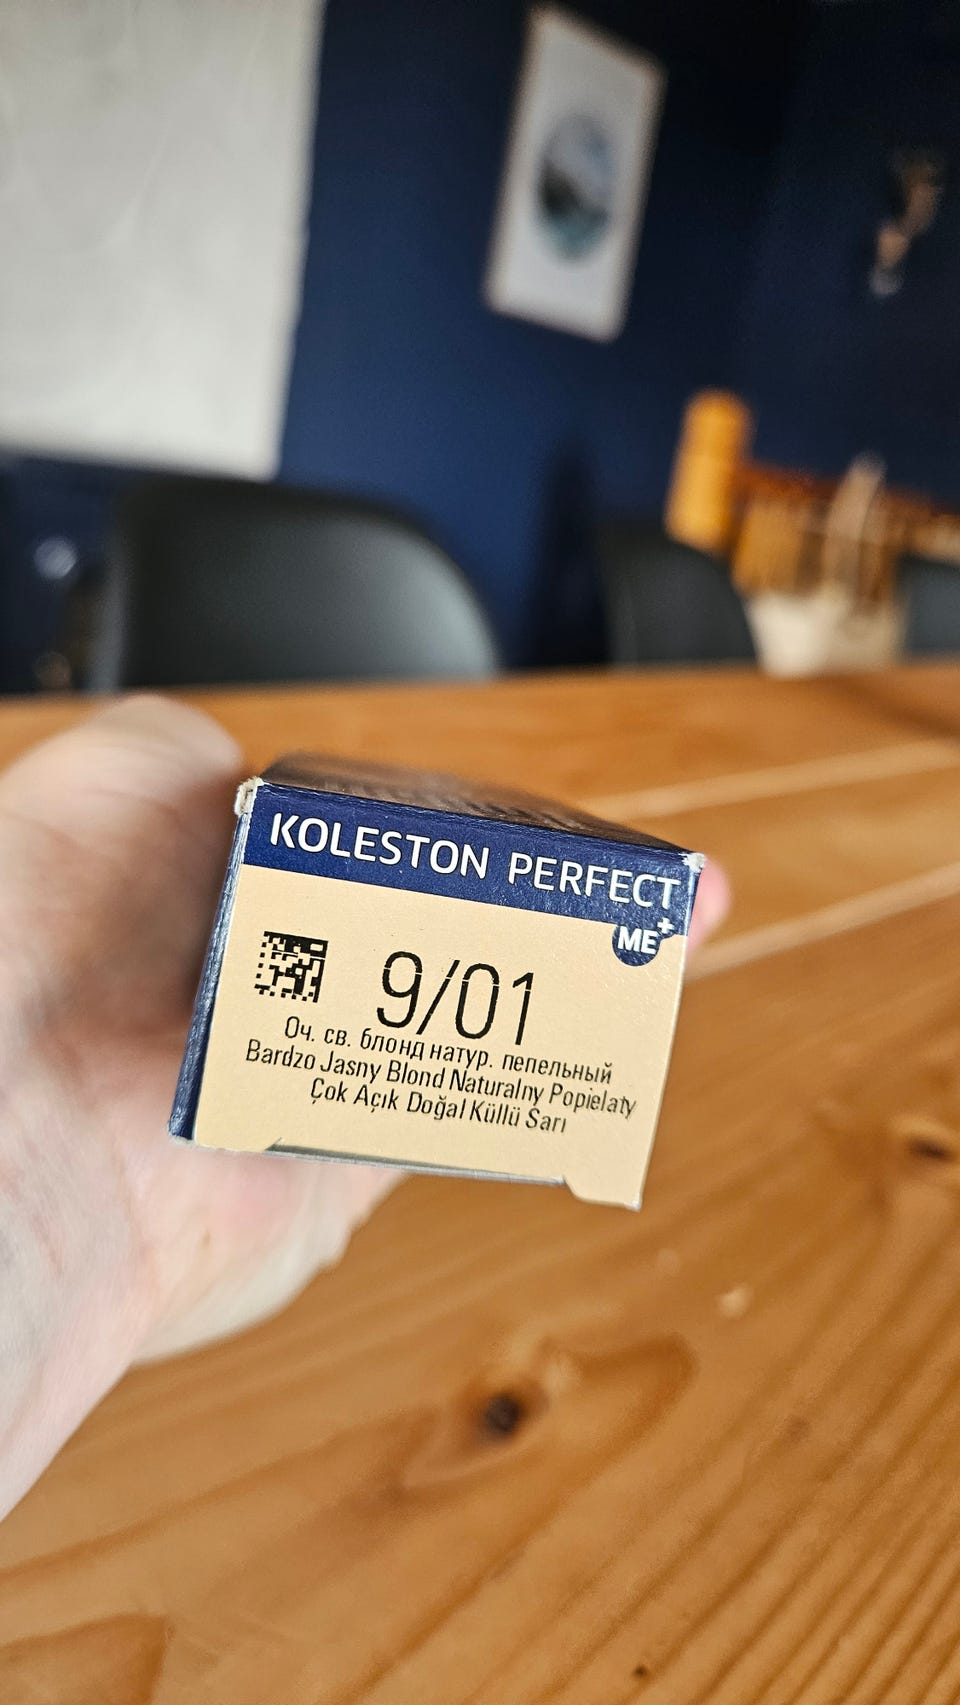 KOLESTON PERFECT
ME+
9/01
Оч. св. блонд натур. пепельный
Bardzo Jasny Blond Naturalny Popielaty
Çok Açık Doğal Küllü Sarı